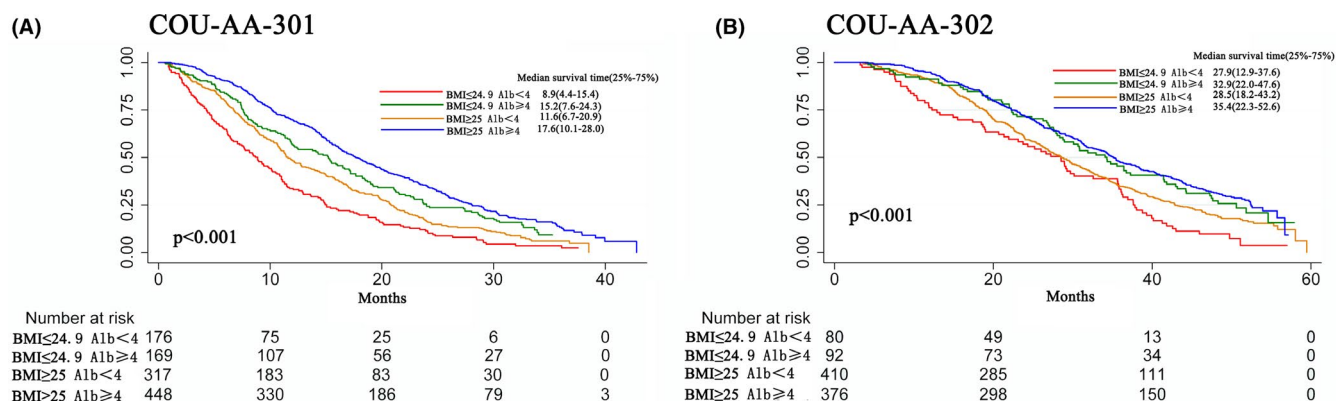 (A) COU-AA-301
1.00
0.75
0.50
0.25
0.00
Median survival time(25%-75%)
BMI≤24. 9 Alb<4 8.9(4.4-15.4)
BMI≤24. 9 Alb≥4 15.2(7.6-24.3)
BMI≥25 Alb<4 11.6(6.7-20.9)
BMI≥25 Alb≥4 17.6(10.1-28.0)
p<0.001
0 10 20 30 40
Months
Number at risk
BMI≤24. 9 Alb<4 176 75 25 6 0
BMI≤24. 9 Alb≥4 169 107 56 27 0
BMI≥25 Alb<4 317 183 83 30 0
BMI≥25 Alb≥4 448 330 186 79 3
(B) COU-AA-302
1.00
0.75
0.50
0.25
0.00
Median survival time(25%-75%)
BMI≤24. 9 Alb<4 27.9(12.9-37.6)
BMI≤24. 9 Alb≥4 32.9(22.0-47.6)
BMI≥25 Alb<4 28.5(18.2-43.2)
BMI≥25 Alb≥4 35.4(22.3-52.6)
p<0.001
0 20 40 60
Months
Number at risk
BMI≤24. 9 Alb<4 80 49 13 0
BMI≤24. 9 Alb≥4 92 73 34 0
BMI≥25 Alb<4 410 285 111 0
BMI≥25 Alb≥4 376 298 150 0